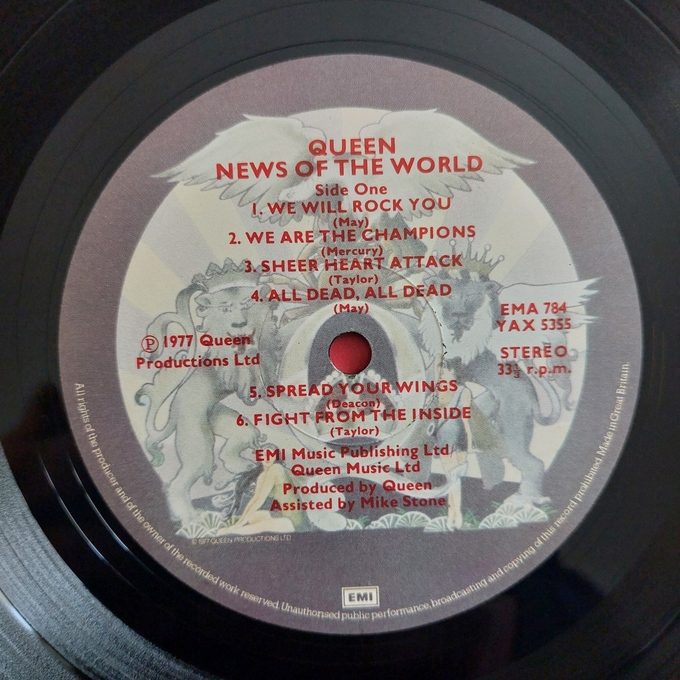 QUEEN
NEWS OF THE WORLD
Side One
1. WE WILL ROCK YOU
(May)
2. WE ARE THE CHAMPIONS
(Mercury)
3. SHEER HEART ATTACK
(Taylor)
4. ALL DEAD, ALL DEAD
(May)
EMA 784
YAX 5355
Ⓟ 1977 Queen
Productions Ltd
STEREO
33⅓ r.p.m.
5. SPREAD YOUR WINGS
(Deacon)
6. FIGHT FROM THE INSIDE
(Taylor)
EMI Music Publishing Ltd/
Queen Music Ltd
Produced by Queen
Assisted by Mike Stone
© 1977 QUEEN PRODUCTIONS LTD
EMI
All rights of the producer and of the owner of the recorded work reserved. Unauthorised public performance, broadcasting and copying of this record prohibited. Made in Great Britain.